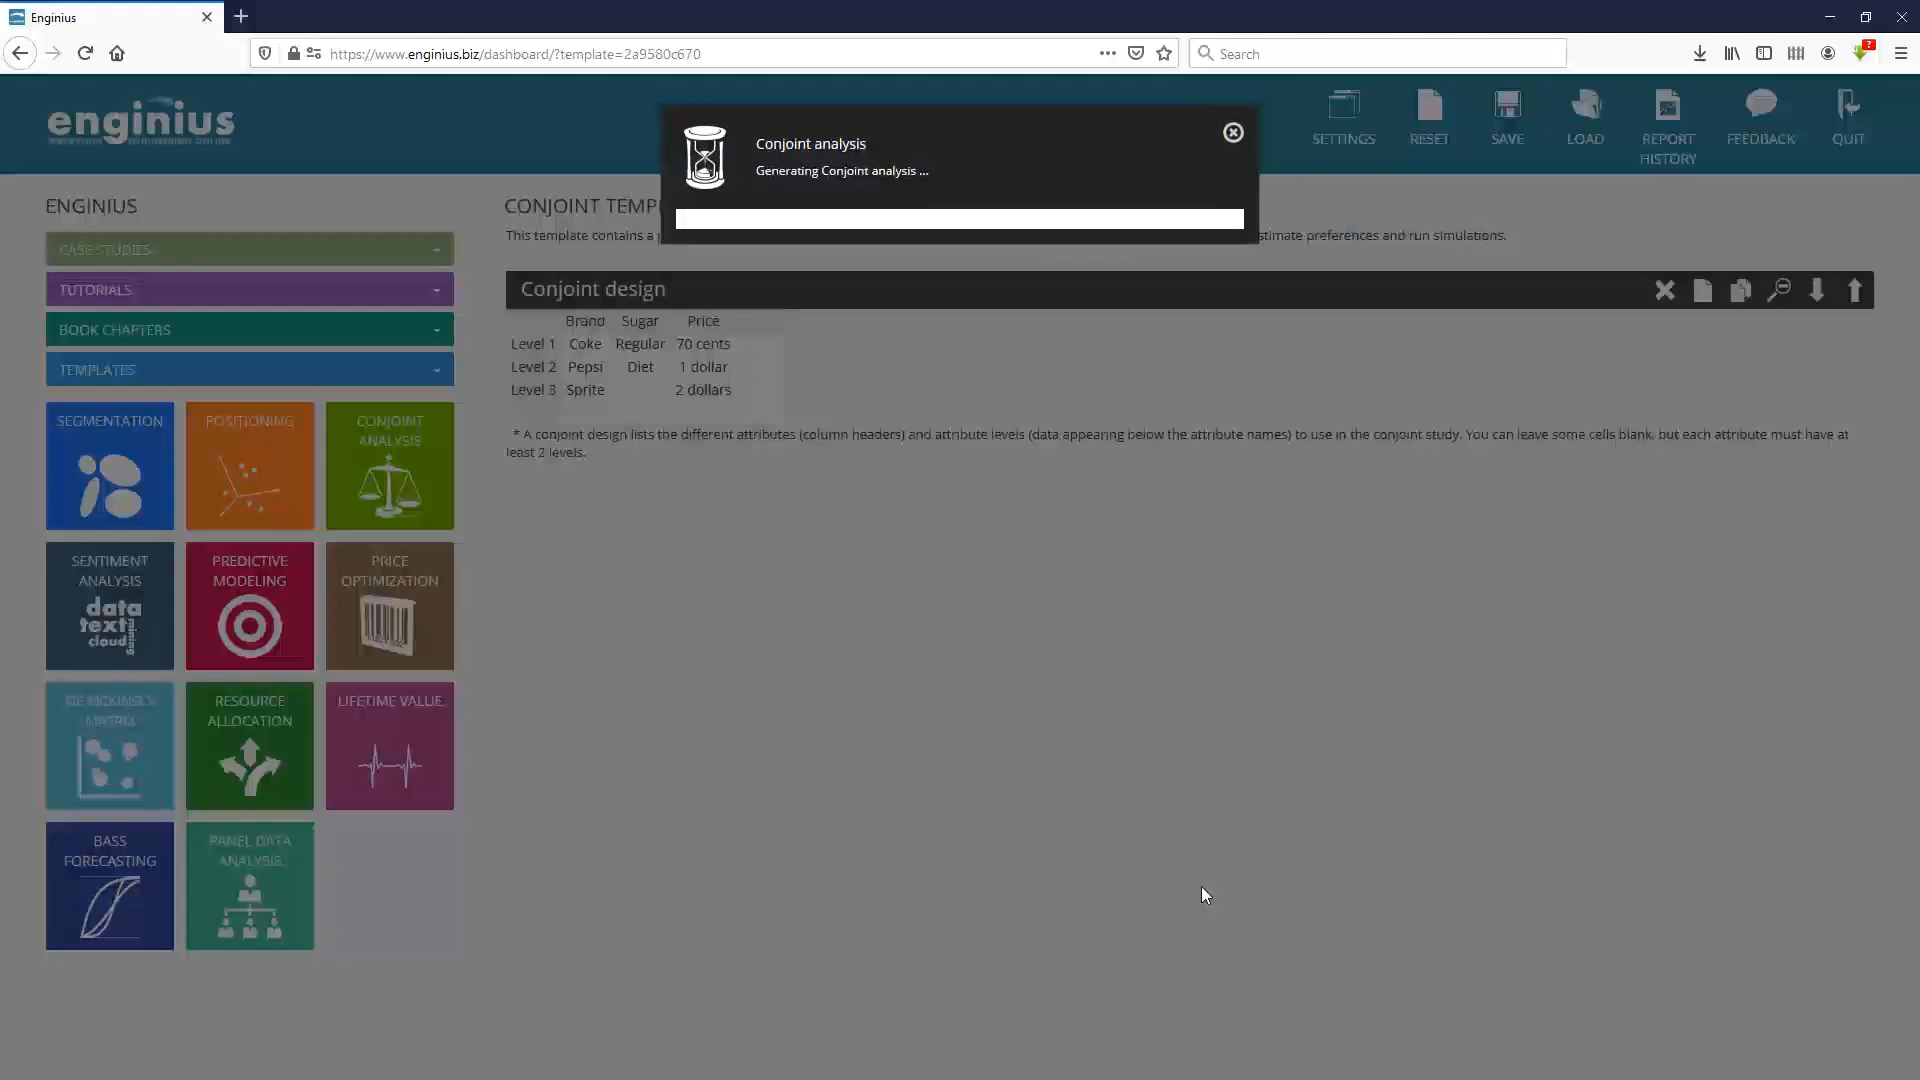 Enginius
https://www.enginius.biz/dashboard/?template=2a9580c670
Search
?
enginius
SETTINGS
RESET
SAVE
LOAD
REPORT
HISTORY
FEEDBACK
QUIT
Conjoint analysis
Generating Conjoint analysis ...
ENGINIUS
CASE STUDIES
TUTORIALS
BOOK CHAPTERS
TEMPLATES
SEGMENTATION
POSITIONING
CONJOINT
ANALYSIS
SENTIMENT
ANALYSIS
data
text mining
cloud
PREDICTIVE
MODELING
PRICE
OPTIMIZATION
GE MCKINSEY
MATRIX
RESOURCE
ALLOCATION
LIFETIME VALUE
BASS
FORECASTING
PANEL DATA
ANALYSIS
CONJOINT TEMP
This template contains a
stimate preferences and run simulations.
Conjoint design
Brand Sugar Price
Level 1 Coke Regular 70 cents
Level 2 Pepsi Diet 1 dollar
Level 3 Sprite 2 dollars
* A conjoint design lists the different attributes (column headers) and attribute levels (data appearing below the attribute names) to use in the conjoint study. You can leave some cells blank, but each attribute must have at
least 2 levels.